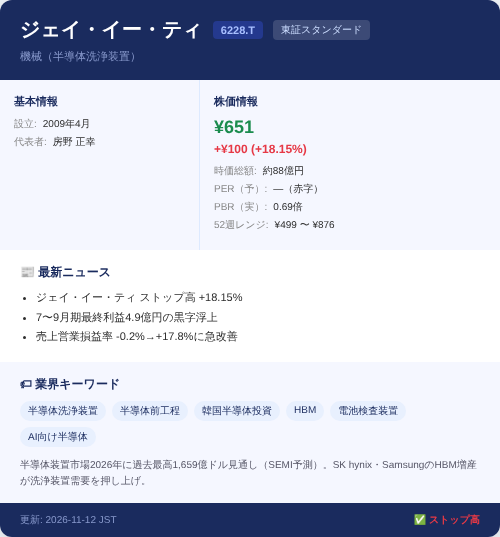 ジェイ・イー・ティ 6228.T 東証スタンダード
機械（半導体洗浄装置）
基本情報
設立: 2009年4月
代表者: 房野 正幸
株価情報
¥651
+¥100 (+18.15%)
時価総額: 約88億円
PER（予）: —（赤字）
PBR（実）: 0.69倍
52週レンジ: ¥499 〜 ¥876
📰 最新ニュース
• ジェイ・イー・ティ ストップ高 +18.15%
• 7〜9月期最終利益4.9億円の黒字浮上
• 売上営業損益率 -0.2%→+17.8%に急改善
🏷 業界キーワード
半導体洗浄装置 半導体前工程 韓国半導体投資 HBM 電池検査装置
AI向け半導体
半導体装置市場2026年に過去最高1,659億ドル見通し（SEMI予測）。SK hynix・SamsungのHBM増産
が洗浄装置需要を押し上げ。
更新: 2026-11-12 JST ✅ ストップ高